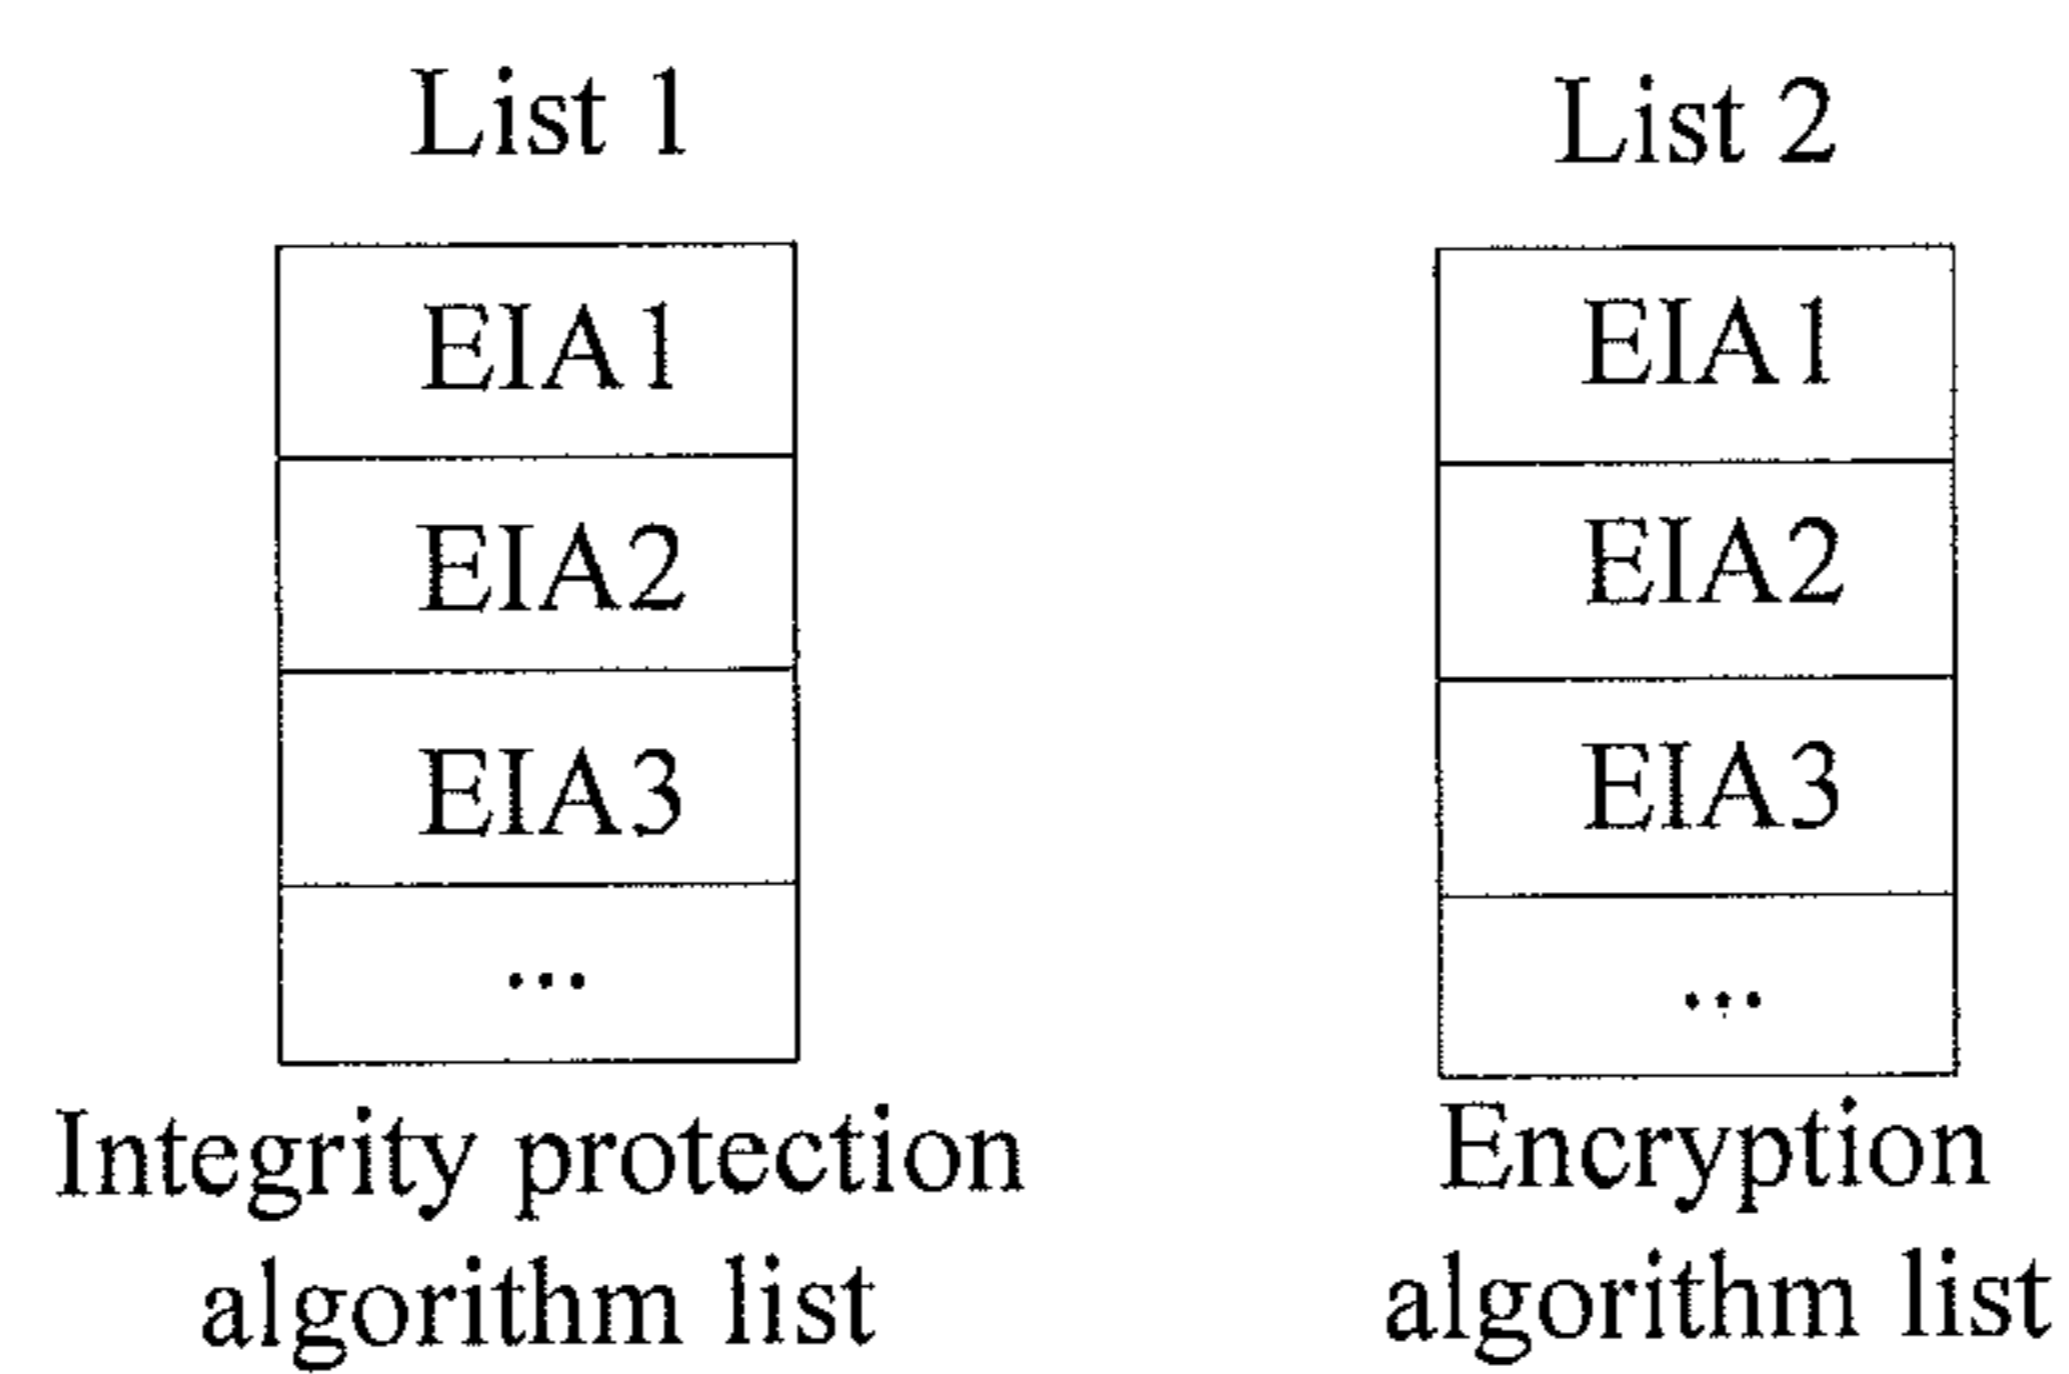 List 1
EIA1
EIA2
EIA3
...
Integrity protection
algorithm list
List 2
EIA1
EIA2
EIA3
...
Encryption
algorithm list